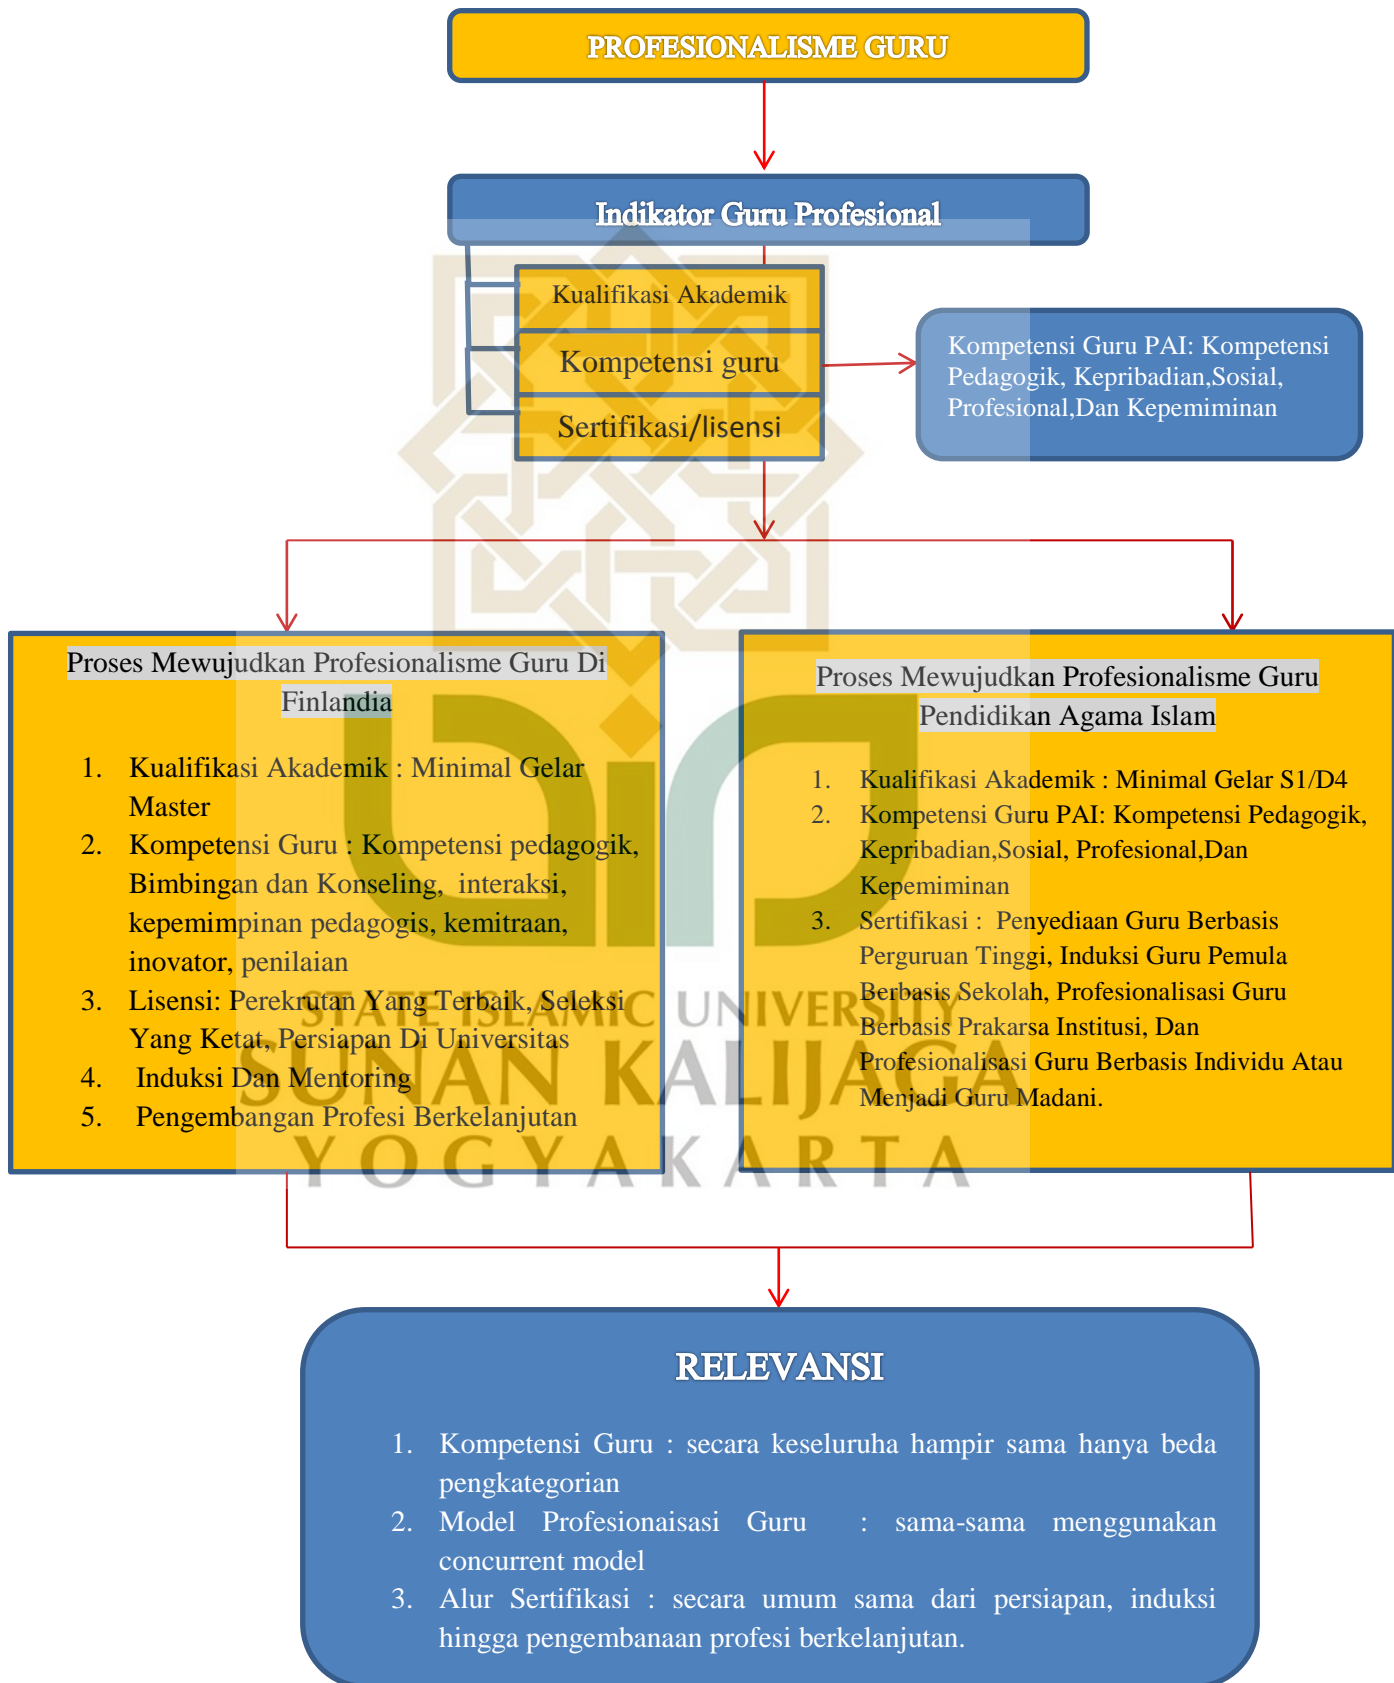 PROFESIONALISME GURU
Indikator Guru Profesional
Kualifikasi Akademik
Kompetensi guru
Sertifikasi/lisensi
Kompetensi Guru PAI: Kompetensi
Pedagogik, Kepribadian,Sosial,
Profesional,Dan Kepemiminan
Proses Mewujudkan Profesionalisme Guru Di
Finlandia
1. Kualifikasi Akademik : Minimal Gelar
Master
2. Kompetensi Guru : Kompetensi pedagogik,
Bimbingan dan Konseling, interaksi,
kepemimpinan pedagogis, kemitraan,
inovator, penilaian
3. Lisensi: Perekrutan Yang Terbaik, Seleksi
Yang Ketat, Persiapan Di Universitas
4. Induksi Dan Mentoring
5. Pengembangan Profesi Berkelanjutan
Proses Mewujudkan Profesionalisme Guru
Pendidikan Agama Islam
1. Kualifikasi Akademik : Minimal Gelar S1/D4
2. Kompetensi Guru PAI: Kompetensi Pedagogik,
Kepribadian,Sosial, Profesional,Dan
Kepemiminan
3. Sertifikasi : Penyediaan Guru Berbasis
Perguruan Tinggi, Induksi Guru Pemula
Berbasis Sekolah, Profesionalisasi Guru
Berbasis Prakarsa Institusi, Dan
Profesionalisasi Guru Berbasis Individu Atau
Menjadi Guru Madani.
STATE ISLAMIC UNIVERSITY
SUNAN KALIJAGA
YOGYAKARTA
RELEVANSI
1. Kompetensi Guru : secara keseluruha hampir sama hanya beda
pengkategorian
2. Model Profesionaisasi Guru : sama-sama menggunakan
concurrent model
3. Alur Sertifikasi : secara umum sama dari persiapan, induksi
hingga pengembanaan profesi berkelanjutan.